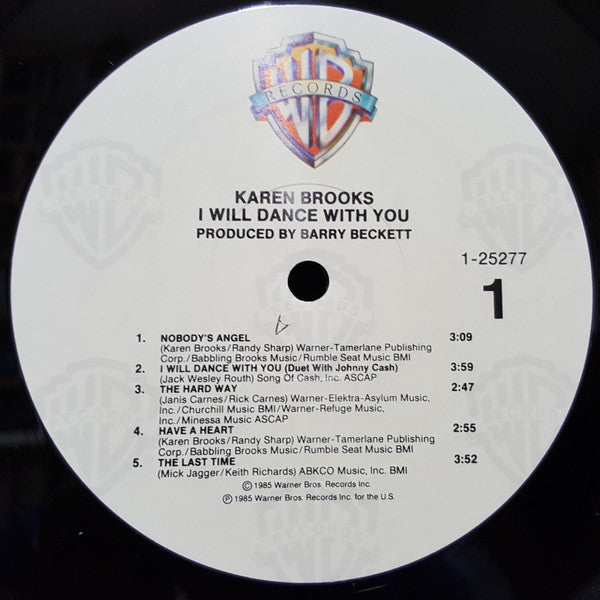 WB
RECORDS
KAREN BROOKS
I WILL DANCE WITH YOU
PRODUCED BY BARRY BECKETT
1-25277
1
1. NOBODY'S ANGEL 3:09
(Karen Brooks/Randy Sharp) Warner-Tamerlane Publishing
Corp./Babbling Brooks Music/Rumble Seat Music BMI
2. I WILL DANCE WITH YOU (Duet With Johnny Cash) 3:59
(Jack Wesley Routh) Song Of Cash, Inc. ASCAP
3. THE HARD WAY 2:47
(Janis Carnes/Rick Carnes) Warner-Elektra-Asylum Music,
Inc./Churchill Music BMI/Warner-Refuge Music,
Inc./Minessa Music ASCAP
4. HAVE A HEART 2:55
(Karen Brooks/Randy Sharp) Warner-Tamerlane Publishing
Corp./Babbling Brooks Music/Rumble Seat Music BMI
5. THE LAST TIME 3:52
(Mick Jagger/Keith Richards) ABKCO Music, Inc. BMI
©1985 Warner Bros. Records Inc.
℗1985 Warner Bros. Records Inc. for the U.S.